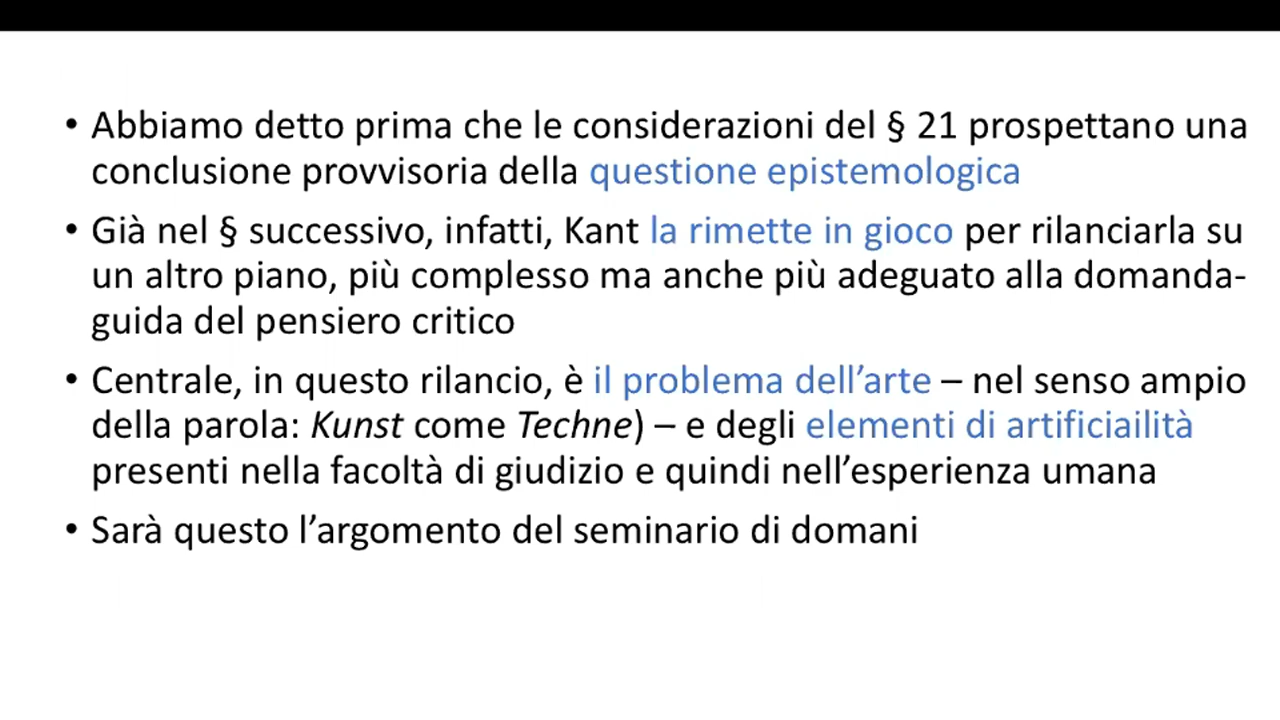 • Abbiamo detto prima che le considerazioni del § 21 prospettano una
conclusione provvisoria della questione epistemologica
• Già nel § successivo, infatti, Kant la rimette in gioco per rilanciarla su
un altro piano, più complesso ma anche più adeguato alla domanda-
guida del pensiero critico
• Centrale, in questo rilancio, è il problema dell’arte – nel senso ampio
della parola: Kunst come Techne) – e degli elementi di artificiailità
presenti nella facoltà di giudizio e quindi nell’esperienza umana
• Sarà questo l’argomento del seminario di domani